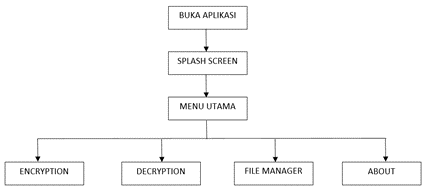 BUKA APLIKASI
SPLASH SCREEN
MENU UTAMA
ENCRYPTION
DECRYPTION
FILE MANAGER
ABOUT